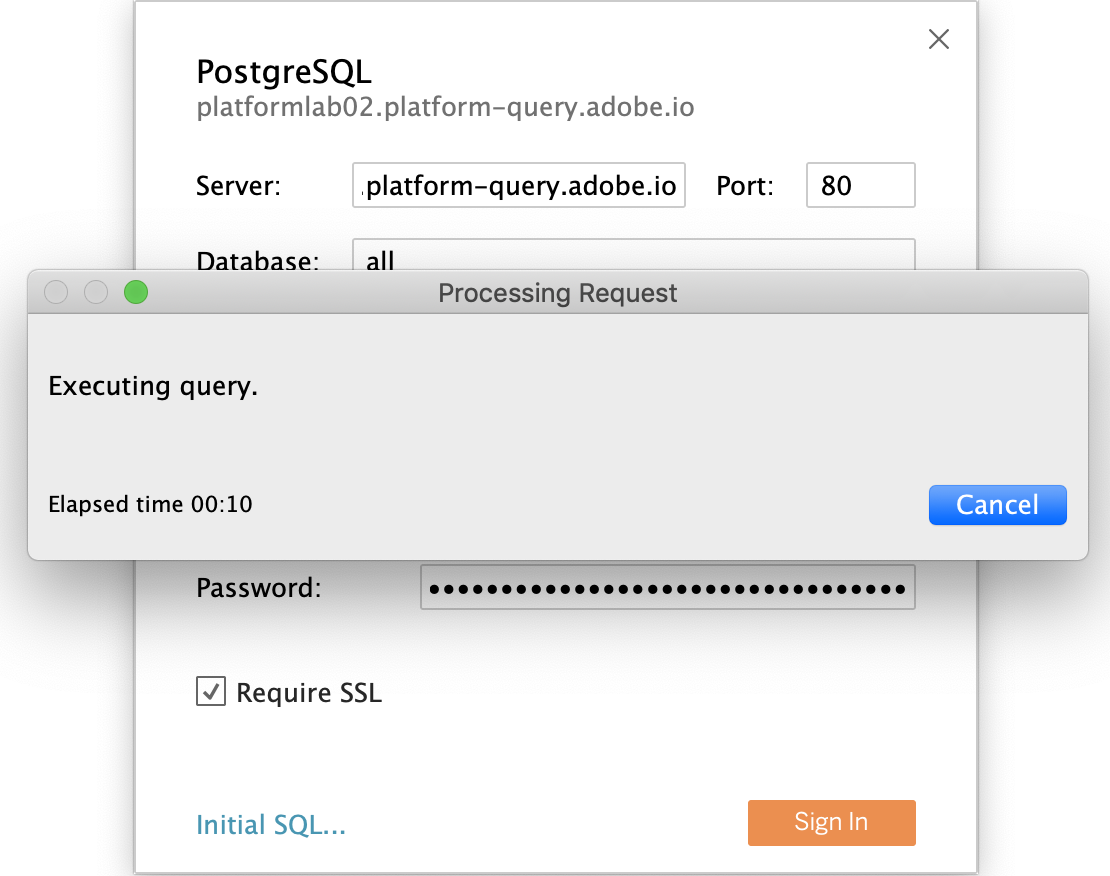 PostgreSQL
platformlab02.platform-query.adobe.io
Server: .platform-query.adobe.io Port: 80
Database: all
Processing Request
Executing query.
Elapsed time 00:10 Cancel
Password: •••••••••••••••••••••••••••••••••
Require SSL
Initial SQL... Sign In